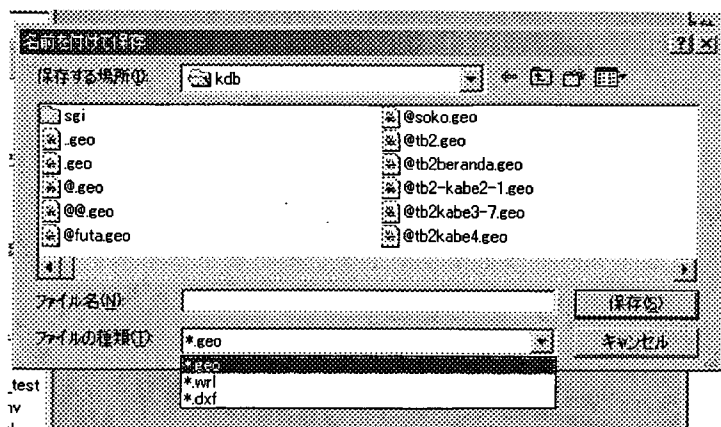 名前を付けて保存
保存する場所(I): kdb
sgi
..geo
.geo
@.geo
@@.geo
@futa.geo
@soko.geo
@tb2.geo
@tb2beranda.geo
@tb2-kabe2-1.geo
@tb2kabe3-7.geo
@tb2kabe4.geo
ファイル名(N): 保存(S)
ファイルの種類(T): *.geo キャンセル
*.geo
*.wrl
*.dxf
_test